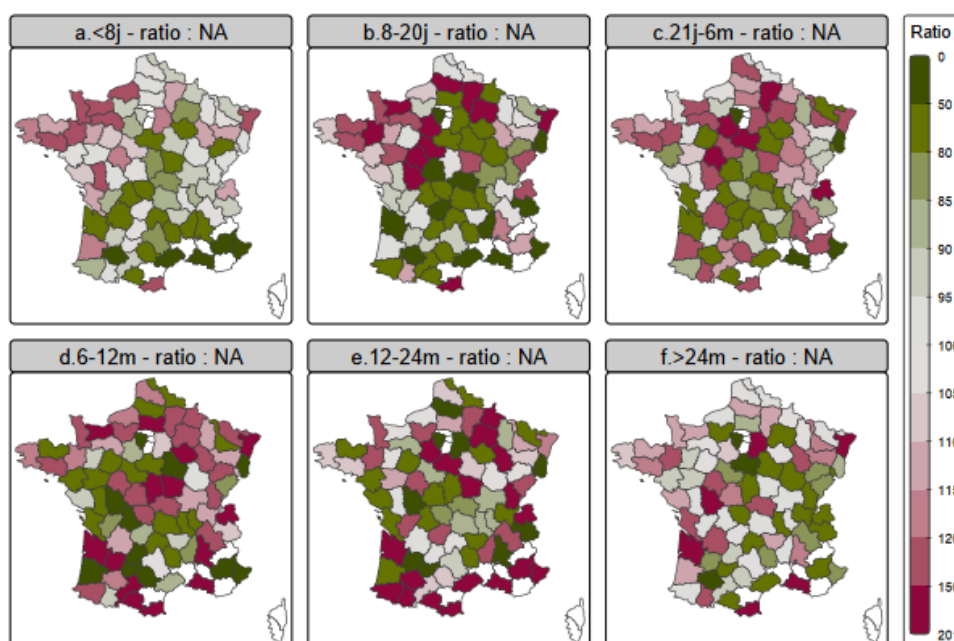 a.<8j - ratio : NA
b.8-20j - ratio : NA
c.21j-6m - ratio : NA
d.6-12m - ratio : NA
e.12-24m - ratio : NA
f.>24m - ratio : NA
Ratio
0
50
80
85
90
95
100
105
110
120
150